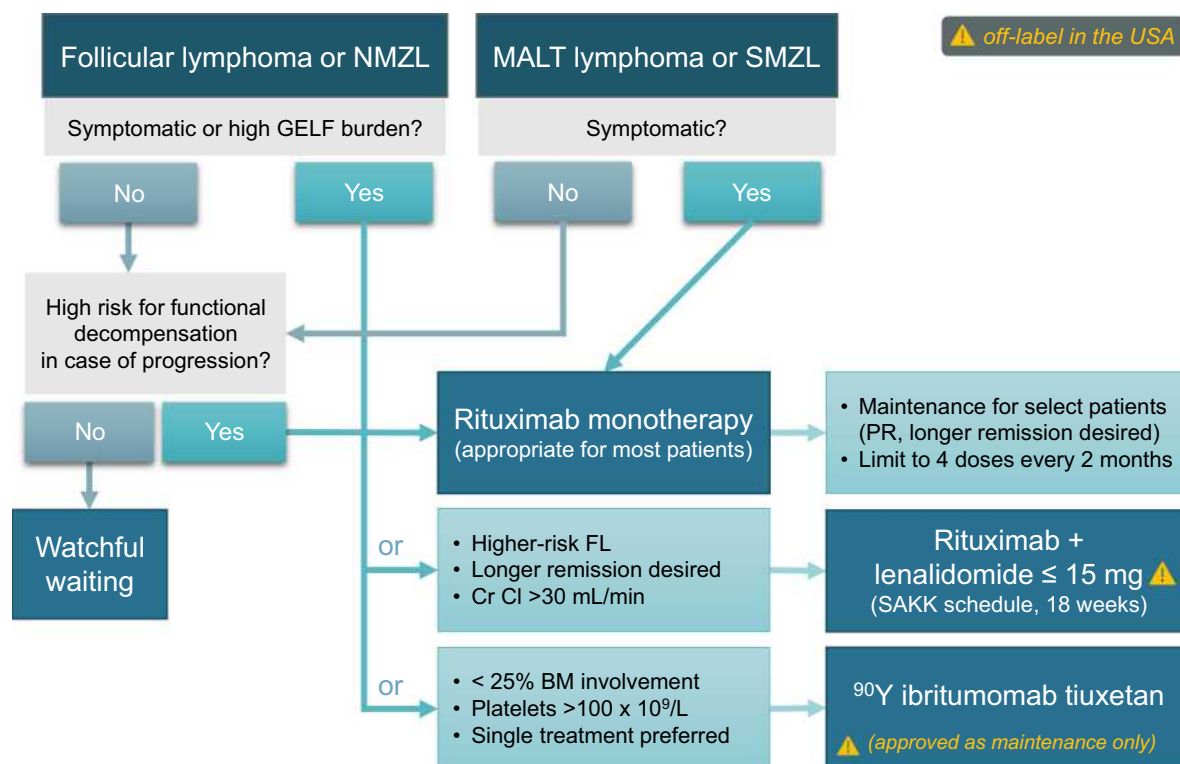 Follicular lymphoma or NMZL
MALT lymphoma or SMZL
⚠ off-label in the USA
Symptomatic or high GELF burden?
Symptomatic?
No
Yes
No
Yes
High risk for functional
decompensation
in case of progression?
No
Yes
Watchful
waiting
Rituximab monotherapy
(appropriate for most patients)
• Maintenance for select patients
(PR, longer remission desired)
• Limit to 4 doses every 2 months
or
• Higher-risk FL
• Longer remission desired
• Cr Cl >30 mL/min
Rituximab +
lenalidomide ≤ 15 mg ⚠
(SAKK schedule, 18 weeks)
or
• < 25% BM involvement
• Platelets >100 x 10⁹/L
• Single treatment preferred
⁹⁰Y ibritumomab tiuxetan
⚠ (approved as maintenance only)